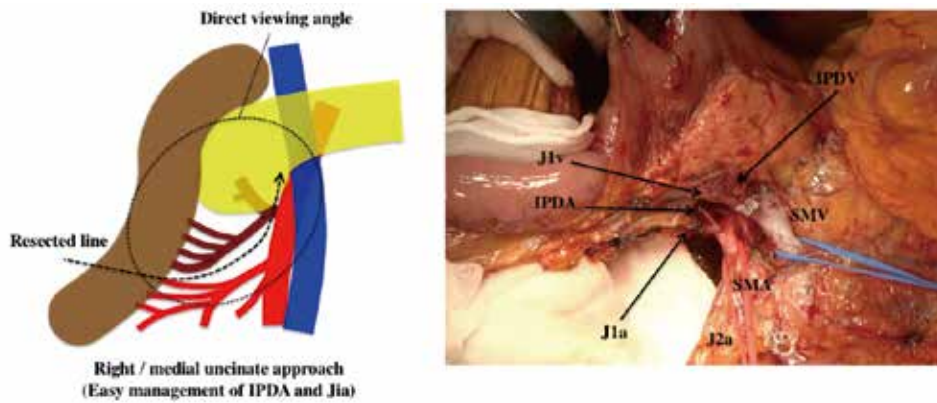 Direct viewing angle
Resected line
Right / medial uncinate approach
(Easy management of IPDA and Jia)
IPDV
J1v
IPDA
SMV
SMA
J1a
J2a